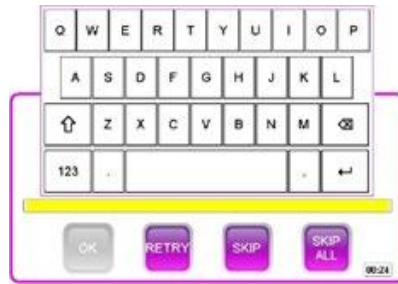 Q W E R T Y U I O P
A S D F G H J K L
Z X C V B N M
123 . .
OK RETRY SKIP SKIP ALL
00:24